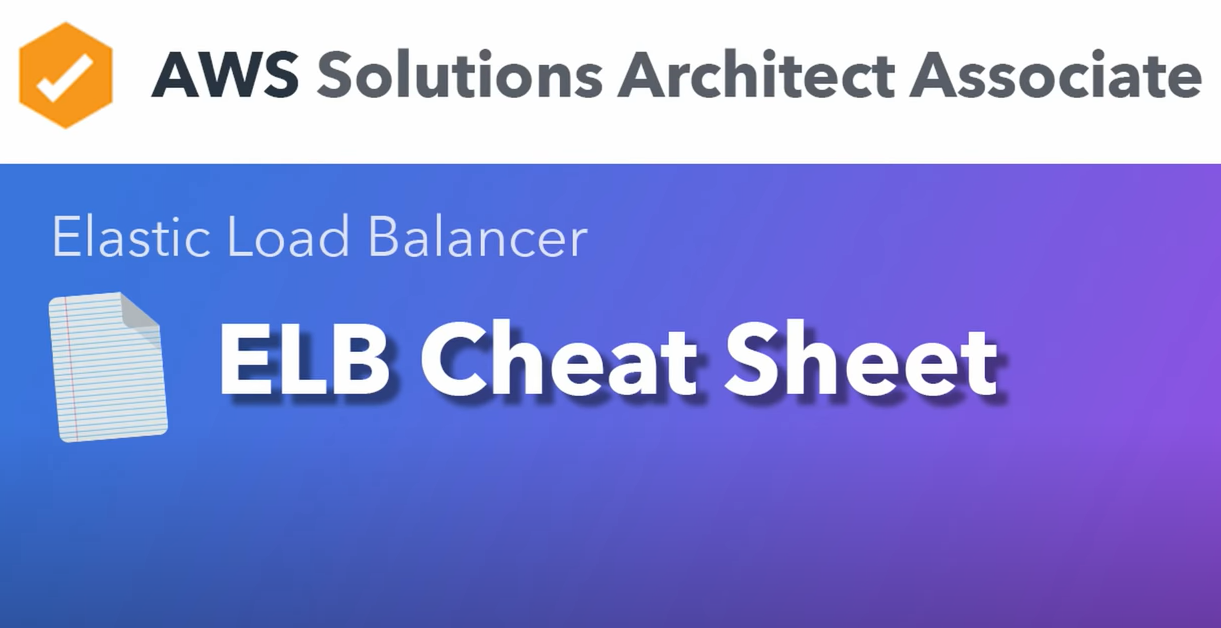 AWS Solutions Architect Associate
Elastic Load Balancer
ELB Cheat Sheet